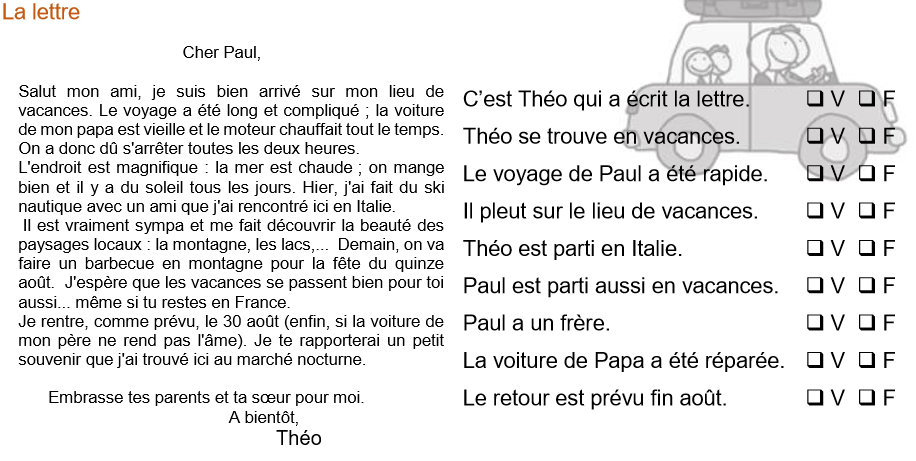 La lettre
Cher Paul,
Salut mon ami, je suis bien arrivé sur mon lieu de
vacances. Le voyage a été long et compliqué ; la voiture
de mon papa est vieille et le moteur chauffait tout le temps.
On a donc dû s'arrêter toutes les deux heures.
L'endroit est magnifique : la mer est chaude ; on mange
bien et il y a du soleil tous les jours. Hier, j'ai fait du ski
nautique avec un ami que j'ai rencontré ici en Italie.
Il est vraiment sympa et me fait découvrir la beauté des
paysages locaux : la montagne, les lacs,... Demain, on va
faire un barbecue en montagne pour la fête du quinze
août. J'espère que les vacances se passent bien pour toi
aussi... même si tu restes en France.
Je rentre, comme prévu, le 30 août (enfin, si la voiture de
mon père ne rend pas l'âme). Je te rapporterai un petit
souvenir que j'ai trouvé ici au marché nocturne.
Embrasse tes parents et ta sœur pour moi.
A bientôt,
Théo
C'est Théo qui a écrit la lettre. ❑ V ❑ F
Théo se trouve en vacances. ❑ V ❑ F
Le voyage de Paul a été rapide. ❑ V ❑ F
Il pleut sur le lieu de vacances. ❑ V ❑ F
Théo est parti en Italie. ❑ V ❑ F
Paul est parti aussi en vacances. ❑ V ❑ F
Paul a un frère. ❑ V ❑ F
La voiture de Papa a été réparée. ❑ V ❑ F
Le retour est prévu fin août. ❑ V ❑ F